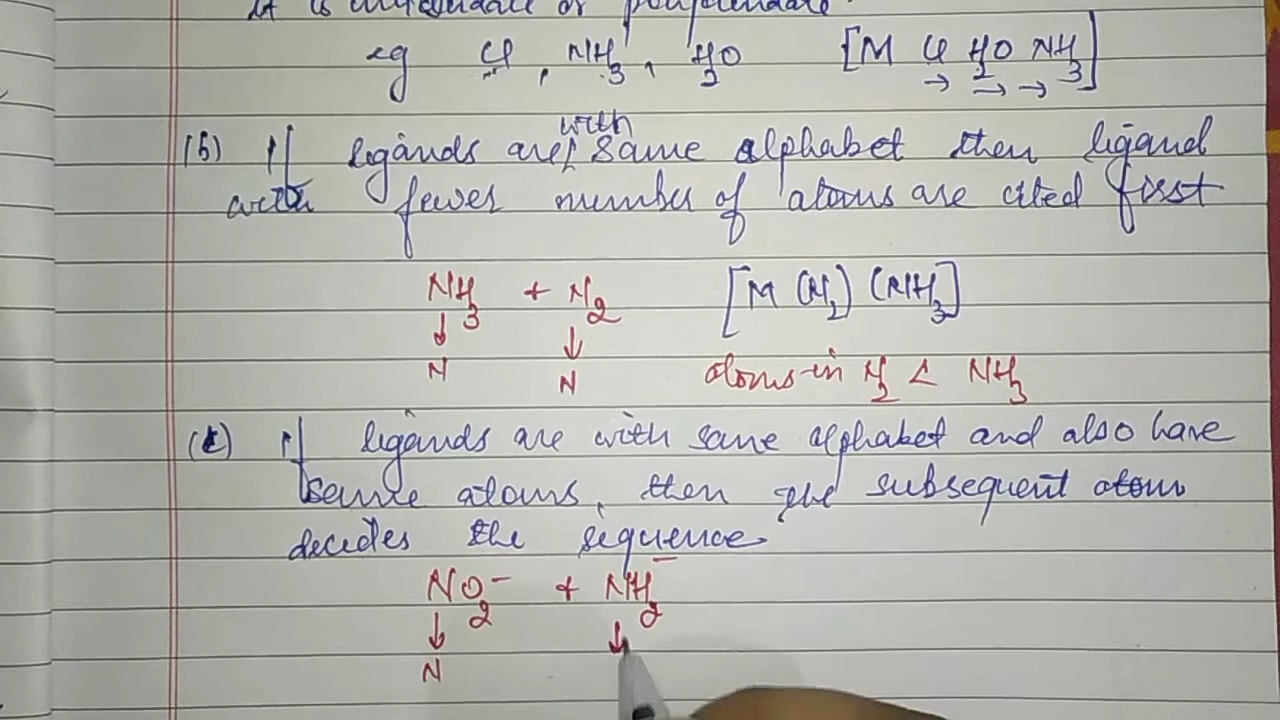 It is
eg Cl, NH3, H2O [M Cl H2O NH3]
→ → →
(b) If ligands are with same alphabet then ligand
with fewer number of atoms are cited first
NH3 + N2 [M (N2) (NH3]
↓ ↓
N N atoms in N2 < NH3
(c) If ligands are with same alphabet and also have
same atoms, then the subsequent atom
decides the sequence
NO2⁻ + NH2⁻
↓ ↓
N